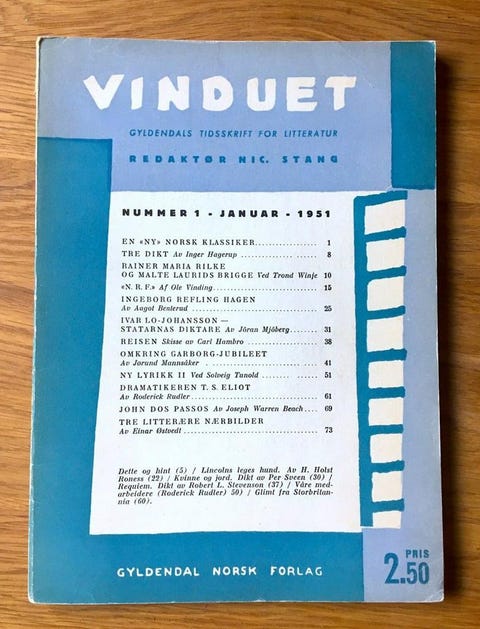 VINDUET
GYLDENDALS TIDSSKRIFT FOR LITTERATUR
REDAKTØR NIC. STANG
NUMMER 1 - JANUAR - 1951
EN «NY» NORSK KLASSIKER 1
TRE DIKT Av Inger Hagerup 8
RAINER MARIA RILKE
OG MALTE LAURIDS BRIGGE Ved Trond Winje 10
«N. R. F.» Af Ole Vinding 15
INGEBORG REFLING HAGEN
Av Aagot Benterud 25
IVAR LO-JOHANSSON —
STATARNAS DIKTARE Av Jöran Mjöberg 31
REISEN Skisse av Carl Hambro 38
OMKRING GARBORG-JUBILEET
Av Jorund Mannsåker 41
NY LYRIKK II Ved Solveig Tunold 51
DRAMATIKEREN T. S. ELIOT
Av Roderick Rudler 61
JOHN DOS PASSOS Av Joseph Warren Beach 69
TRE LITTERÆRE NÆRBILDER
Av Einar Østvedt 73
Dette og hint (5) / Lincolns leges hund. Av H. Holst
Roness (22) / Kvinne og jord. Dikt av Per Sveen (30) /
Requiem. Dikt av Robert L. Stevenson (37) / Våre med-
arbeidere (Roderick Rudler) 50) / Glimt fra Storbritan-
nia (60).
GYLDENDAL NORSK FORLAG
PRIS
2.50